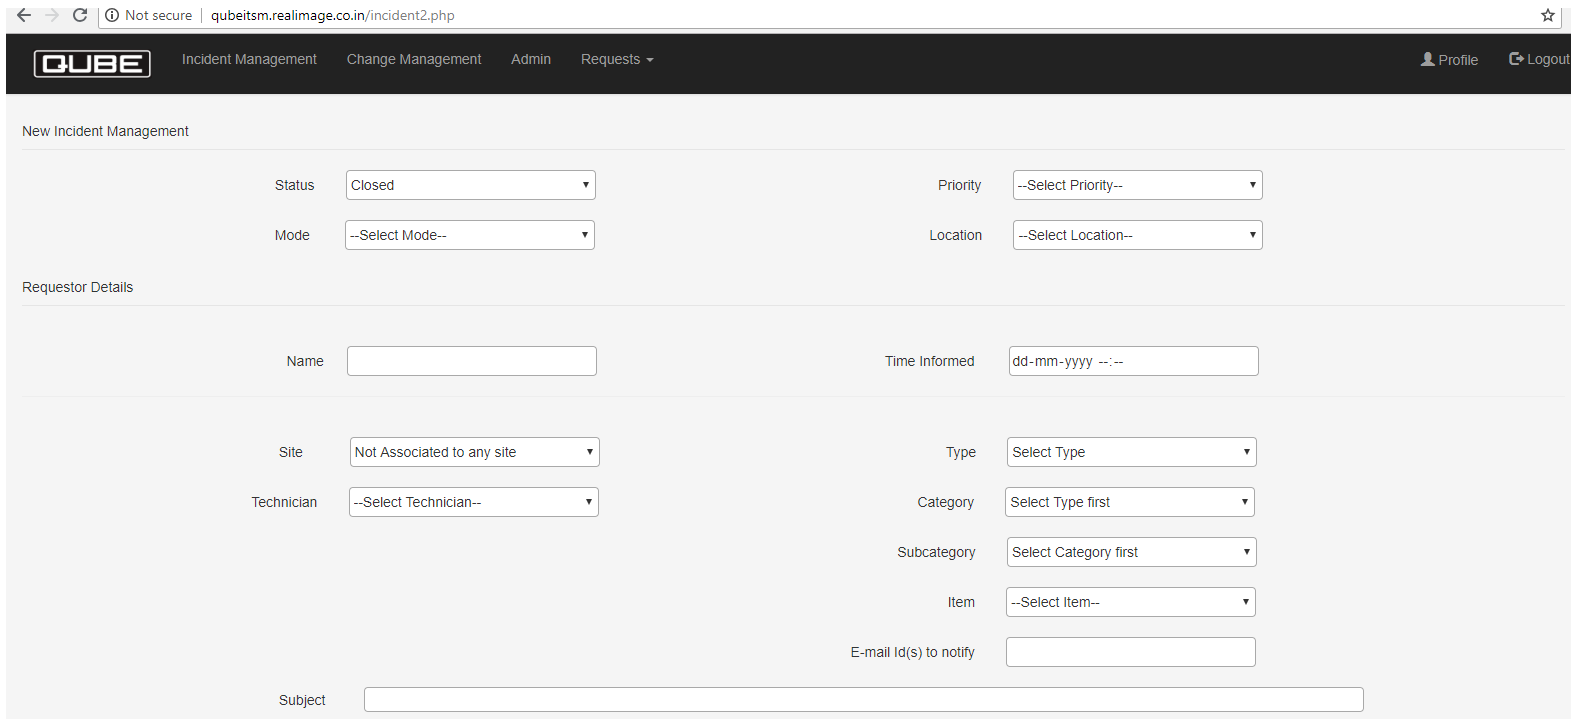 Not secure qubeitsm.realimage.co.in/incident2.php
QUBE Incident Management Change Management Admin Requests Profile Logout
New Incident Management
Status Closed Priority --Select Priority--
Mode --Select Mode-- Location --Select Location--
Requestor Details
Name Time Informed dd-mm-yyyy --:--
Site Not Associated to any site Type Select Type
Technician --Select Technician-- Category Select Type first
Subcategory Select Category first
Item --Select Item--
E-mail Id(s) to notify
Subject